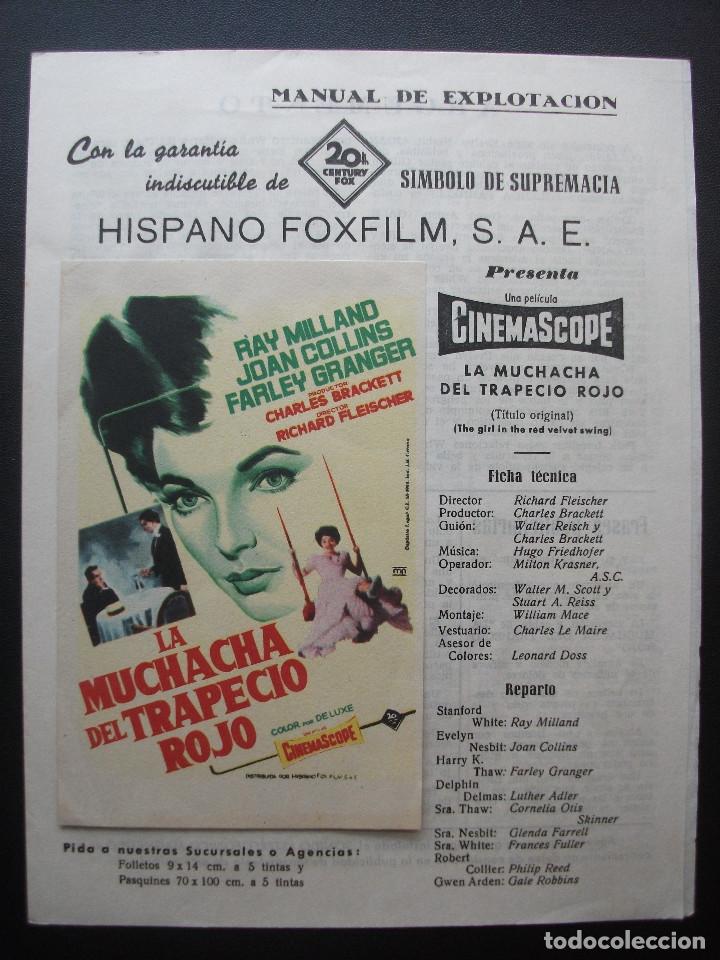 MANUAL DE EXPLOTACION
Con la garantía
indiscutible de
20th
CENTURY
FOX
SIMBOLO DE SUPREMACIA
HISPANO FOXFILM, S. A. E.
RAY MILLAND
JOAN COLLINS
FARLEY GRANGER
PRODUCTOR
CHARLES BRACKETT
DIRECTOR
RICHARD FLEISCHER
LA
MUCHACHA
DEL TRAPECIO
ROJO
COLOR POR DE LUXE
CINEMASCOPE
DISTRIBUIDA POR HISPANO FOX FILM S.A.E.
Presenta
Una película
CINEMASCOPE
LA MUCHACHA
DEL TRAPECIO ROJO
(Título original)
(The girl in the red velvet swing)
Ficha técnica
Director Richard Fleischer
Productor: Charles Brackett
Guión: Walter Reisch y
Charles Brackett
Música: Hugo Friedhofer
Operador: Milton Krasner,
A.S.C.
Decorados: Walter M. Scott y
Stuart A. Reiss
Montaje: William Mace
Vestuario: Charles Le Maire
Asesor de
Colores: Leonard Doss
Reparto
Stanford
White: Ray Milland
Evelyn
Nesbit: Joan Collins
Harry K.
Thaw: Farley Granger
Delphin
Delmas: Luther Adler
Sra. Thaw: Cornelia Otis
Skinner
Sra. Nesbit: Glenda Farrell
Sra. White: Frances Fuller
Robert
Collier: Philip Reed
Gwen Arden: Gale Robbins
Pida a nuestras Sucursales o Agencias:
Folletos 9 x 14 cm. a 5 tintas y
Pasquines 70 x 100 cm. a 5 tintas
todocoleccion.net